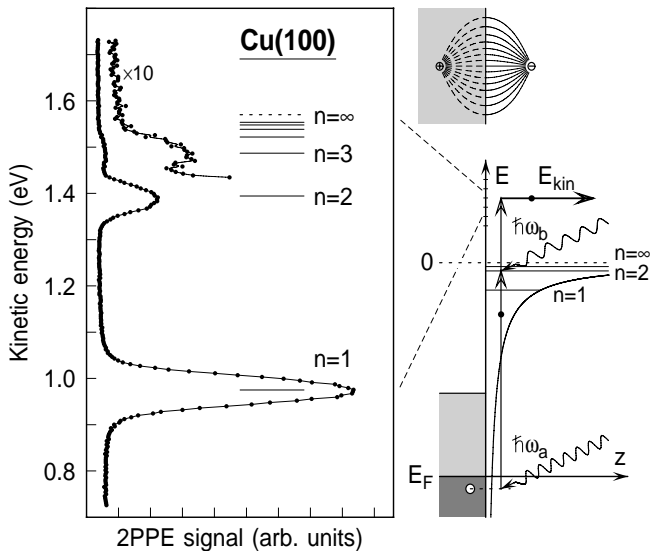 Cu(100)
×10
n=∞
n=3
n=2
n=1
1.6
1.4
1.2
1.0
0.8
Kinetic energy (eV)
2PPE signal (arb. units)
⊕
⊖
E
E_kin
ħω_b
0
n=∞
n=2
n=1
ħω_a
E_F
z